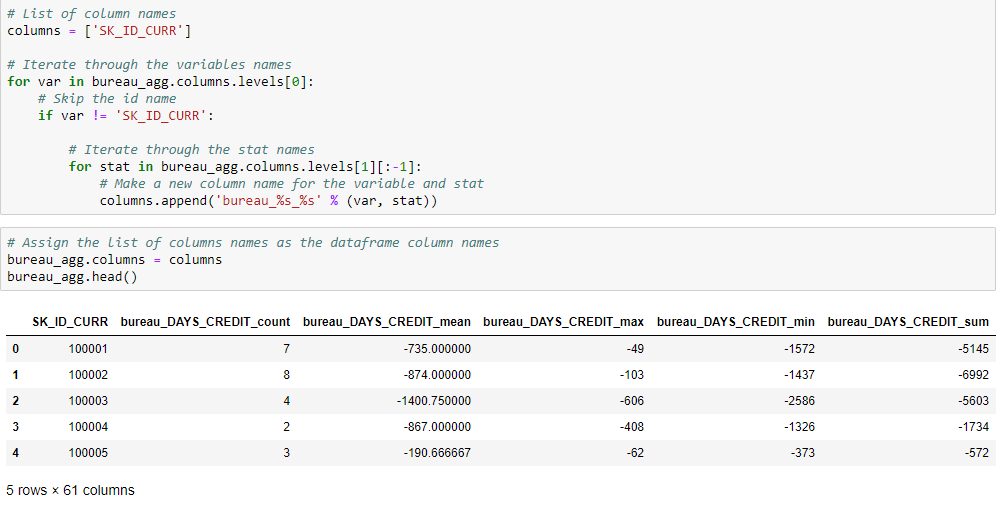 # List of column names
columns = ['SK_ID_CURR']
# Iterate through the variables names
for var in bureau_agg.columns.levels[0]:
# Skip the id name
if var != 'SK_ID_CURR':
# Iterate through the stat names
for stat in bureau_agg.columns.levels[1][:-1]:
# Make a new column name for the variable and stat
columns.append('bureau_%s_%s' % (var, stat))
# Assign the list of columns names as the dataframe column names
bureau_agg.columns = columns
bureau_agg.head()
SK_ID_CURR bureau_DAYS_CREDIT_count bureau_DAYS_CREDIT_mean bureau_DAYS_CREDIT_max bureau_DAYS_CREDIT_min bureau_DAYS_CREDIT_sum
0 100001 7 -735.000000 -49 -1572 -5145
1 100002 8 -874.000000 -103 -1437 -6992
2 100003 4 -1400.750000 -606 -2586 -5603
3 100004 2 -867.000000 -408 -1326 -1734
4 100005 3 -190.666667 -62 -373 -572
5 rows × 61 columns